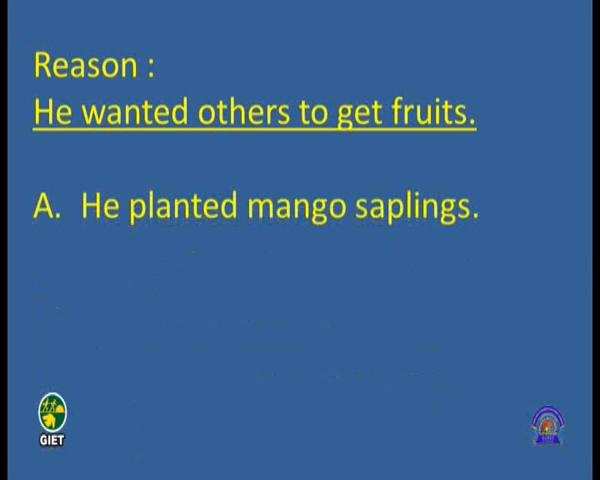 Reason :
He wanted others to get fruits.
A. He planted mango saplings.
GIET